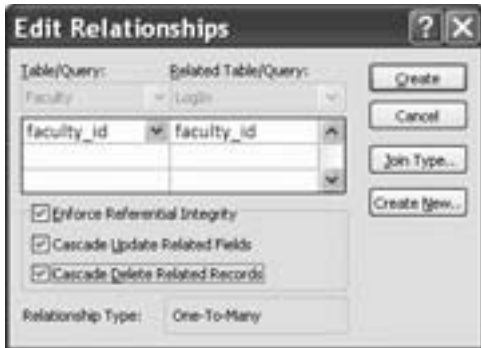 Edit Relationships ? X
Table/Query: Related Table/Query:
Faculty LogIn
faculty_id faculty_id
Enforce Referential Integrity
Cascade Update Related Fields
Cascade Delete Related Records
Relationship Type: One-To-Many
Create
Cancel
Join Type...
Create New...